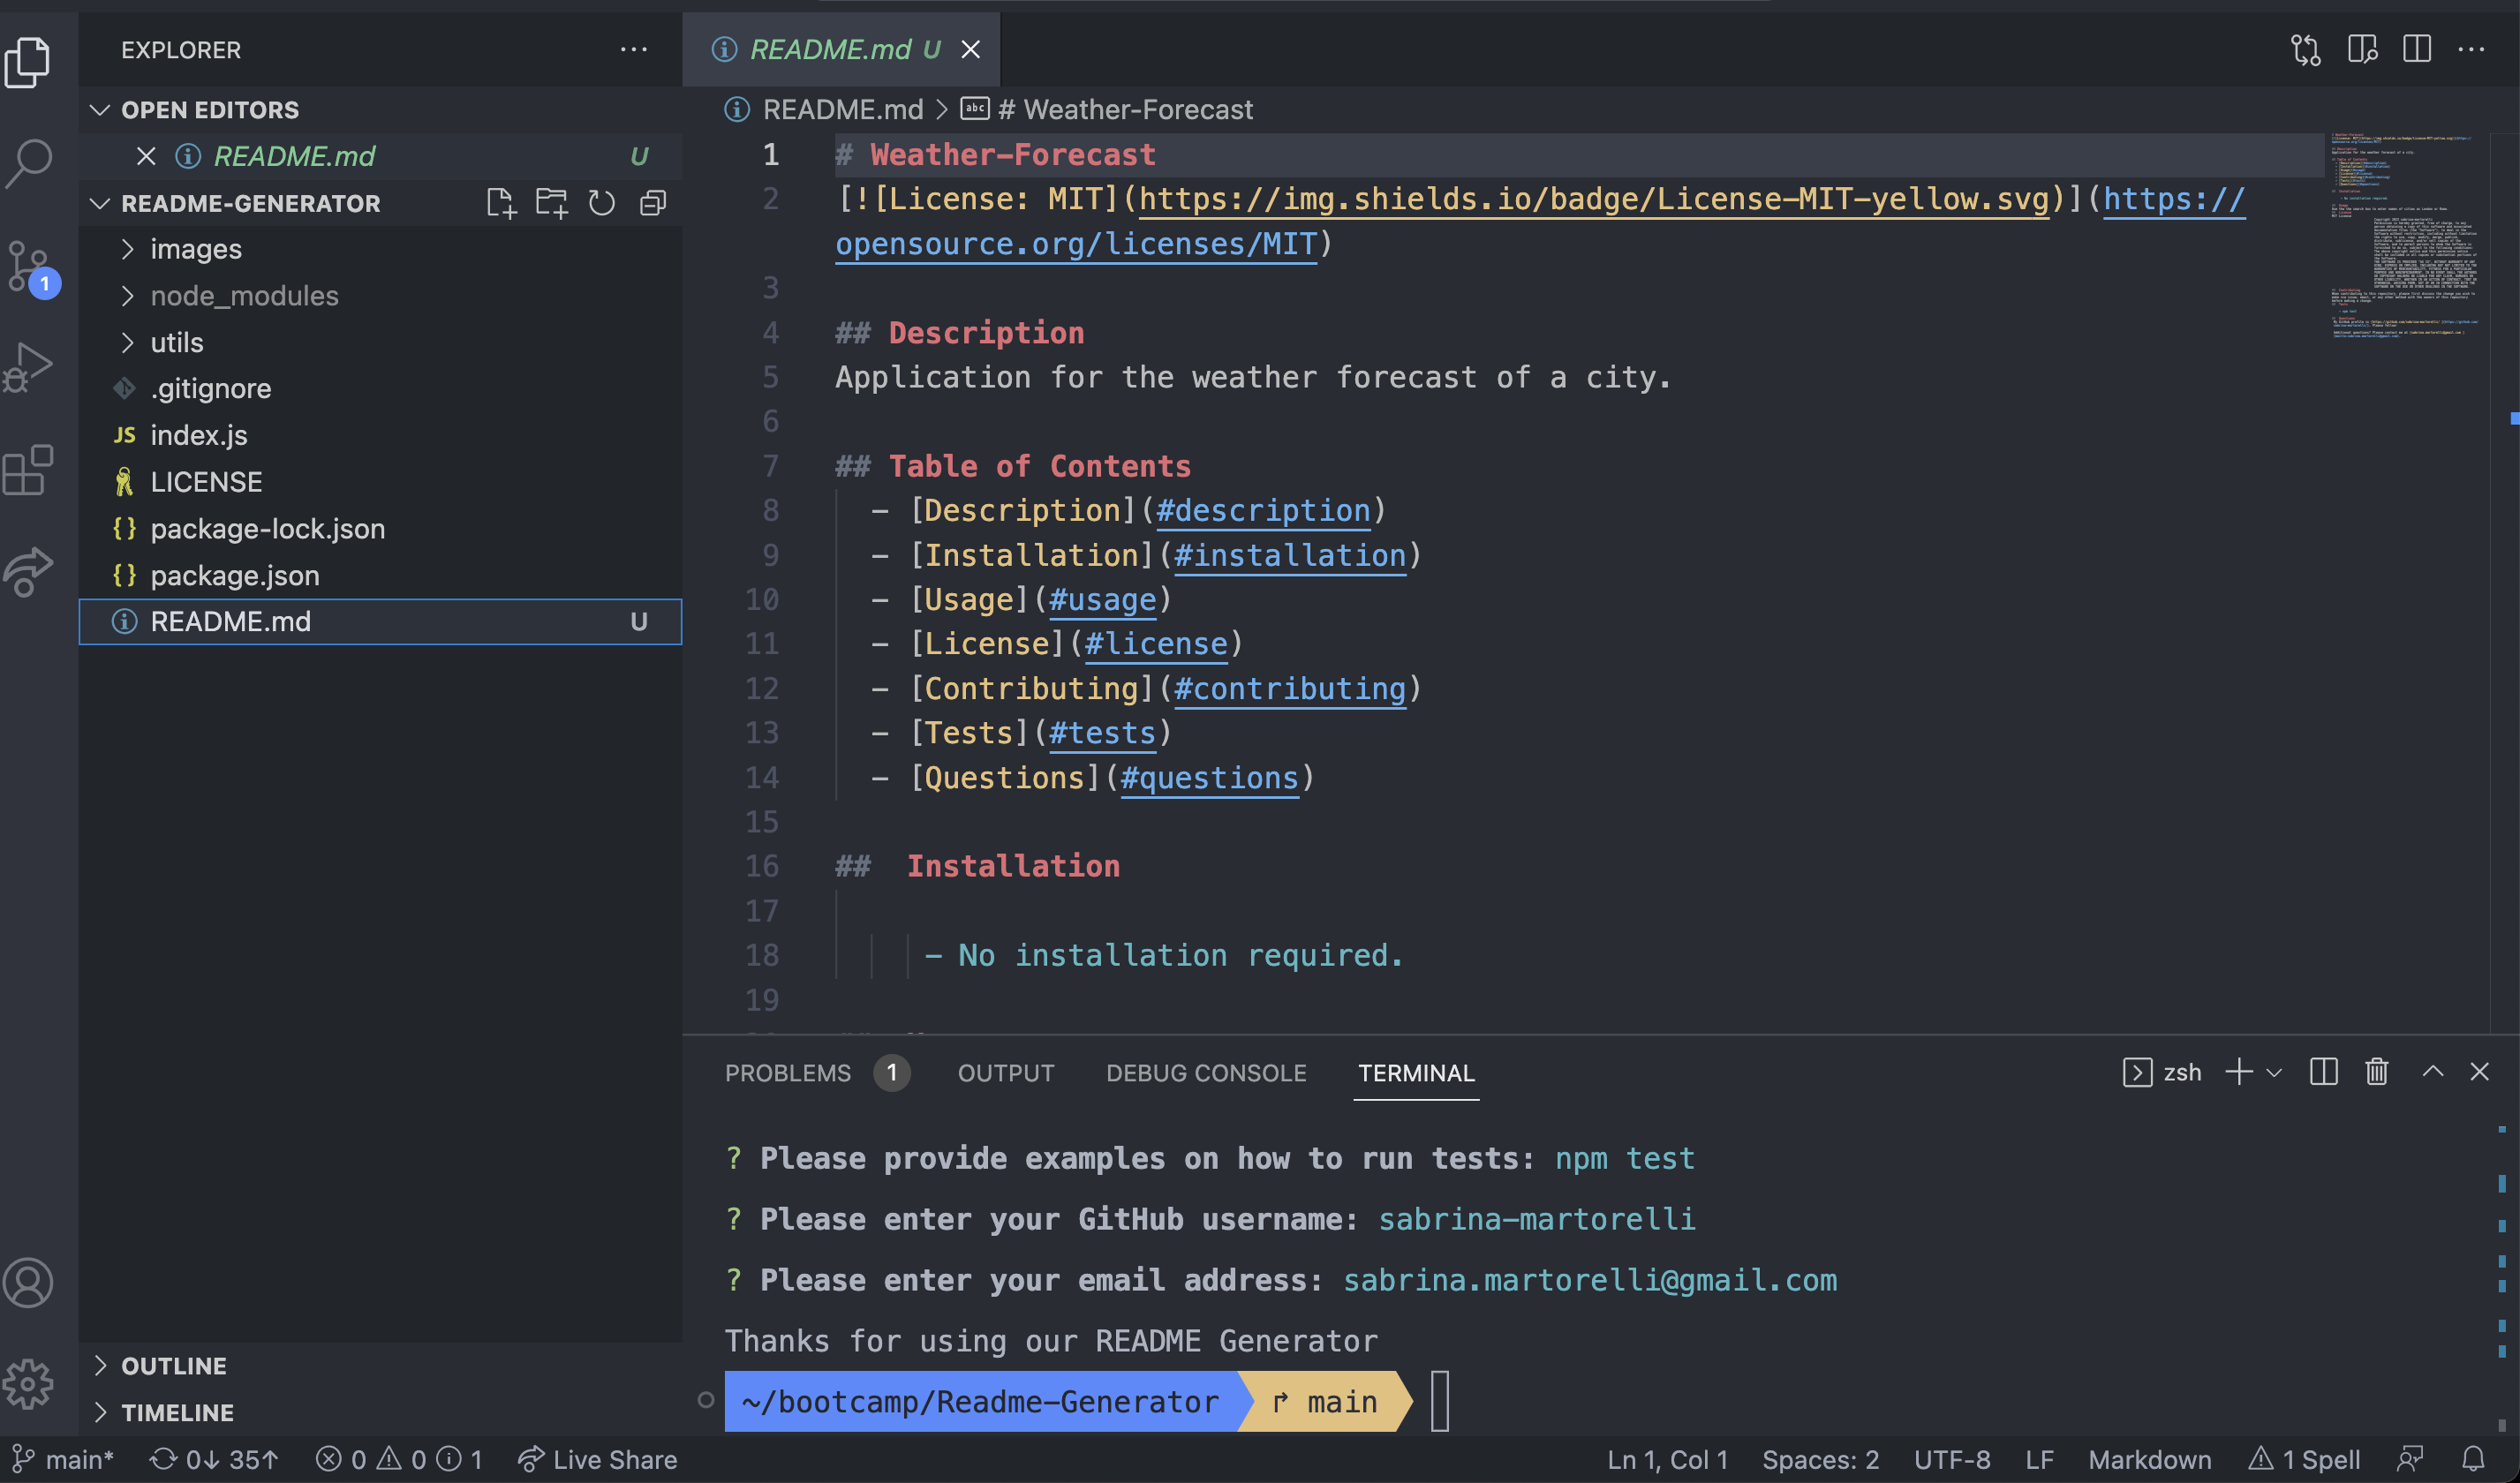 EXPLORER
README.md U
OPEN EDITORS
README.md U
README.md > # Weather-Forecast
README-GENERATOR
images
node_modules
utils
.gitignore
JS index.js
LICENSE
{} package-lock.json
{} package.json
README.md U
1
OUTLINE
TIMELINE
1 # Weather-Forecast
2 [![License: MIT](https://img.shields.io/badge/License-MIT-yellow.svg)](https://
opensource.org/licenses/MIT)
3
4 ## Description
5 Application for the weather forecast of a city.
6
7 ## Table of Contents
8 - [Description](#description)
9 - [Installation](#installation)
10 - [Usage](#usage)
11 - [License](#license)
12 - [Contributing](#contributing)
13 - [Tests](#tests)
14 - [Questions](#questions)
15
16 ##  Installation
17
18 - No installation required.
19
PROBLEMS 1 OUTPUT DEBUG CONSOLE TERMINAL zsh
? Please provide examples on how to run tests: npm test
? Please enter your GitHub username: sabrina-martorelli
? Please enter your email address: sabrina.martorelli@gmail.com
Thanks for using our README Generator
~/bootcamp/Readme-Generator main
main* 0↓ 35↑ 0 0 1 Live Share Ln 1, Col 1 Spaces: 2 UTF-8 LF Markdown 1 Spell